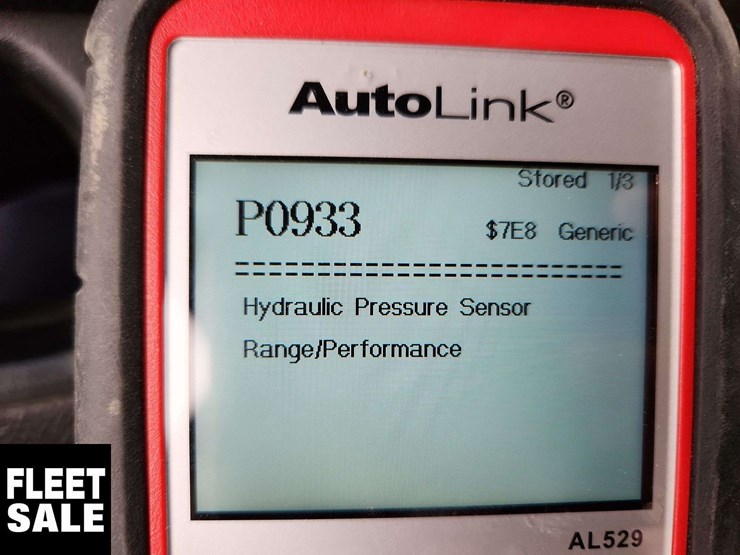 AutoLink®
Stored 1/3
P0933
$7E8 Generic
==============================
Hydraulic Pressure Sensor
Range/Performance
AL529
FLEET
SALE